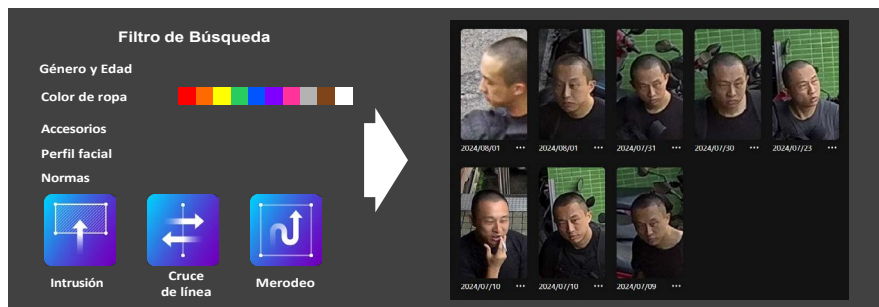 Filtro de Búsqueda
Género y Edad
Color de ropa
Accesorios
Perfil facial
Normas
Intrusión
Cruce
de línea
Merodeo
2024/08/01 ···
2024/08/01 ···
2024/07/31 ···
2024/07/30 ···
2024/07/23 ···
2024/07/10 ···
2024/07/10 ···
2024/07/09 ···